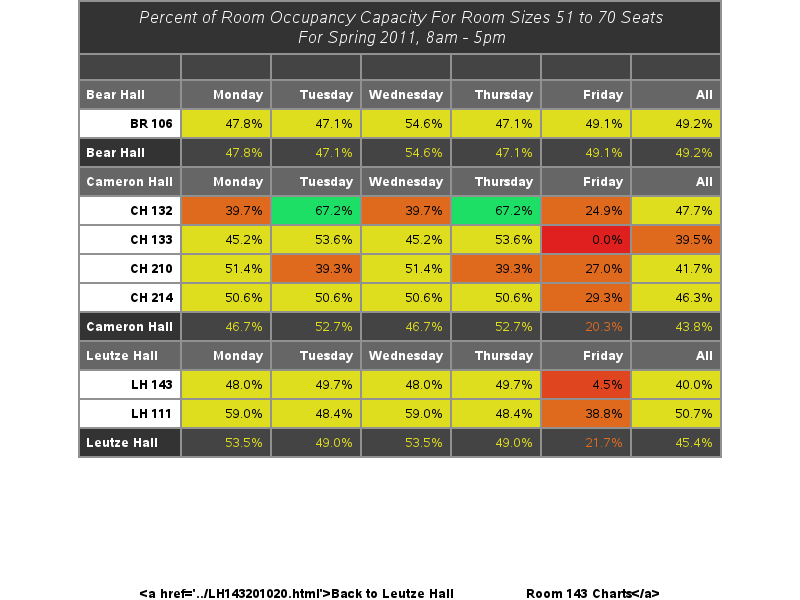 Percent of Room Occupancy Capacity For Room Sizes 51 to 70 Seats
For Spring 2011, 8am - 5pm
Bear Hall Monday Tuesday Wednesday Thursday Friday All
BR 106 47.8% 47.1% 54.6% 47.1% 49.1% 49.2%
Bear Hall 47.8% 47.1% 54.6% 47.1% 49.1% 49.2%
Cameron Hall Monday Tuesday Wednesday Thursday Friday All
CH 132 39.7% 67.2% 39.7% 67.2% 24.9% 47.7%
CH 133 45.2% 53.6% 45.2% 53.6% 0.0% 39.5%
CH 210 51.4% 39.3% 51.4% 39.3% 27.0% 41.7%
CH 214 50.6% 50.6% 50.6% 50.6% 29.3% 46.3%
Cameron Hall 46.7% 52.7% 46.7% 52.7% 20.3% 43.8%
Leutze Hall Monday Tuesday Wednesday Thursday Friday All
LH 143 48.0% 49.7% 48.0% 49.7% 4.5% 40.0%
LH 111 59.0% 48.4% 59.0% 48.4% 38.8% 50.7%
Leutze Hall 53.5% 49.0% 53.5% 49.0% 21.7% 45.4%
<a href='../LH143201020.html'>Back to Leutze Hall Room 143 Charts</a>